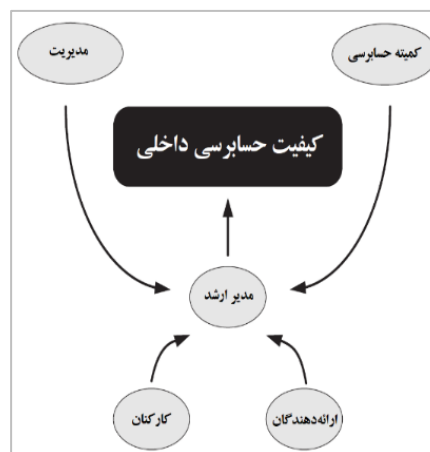 کمیته حسابرسی
مدیریت
کیفیت حسابرسی داخلی
مدیر ارشد
ارائه‌دهندگان
کارکنان